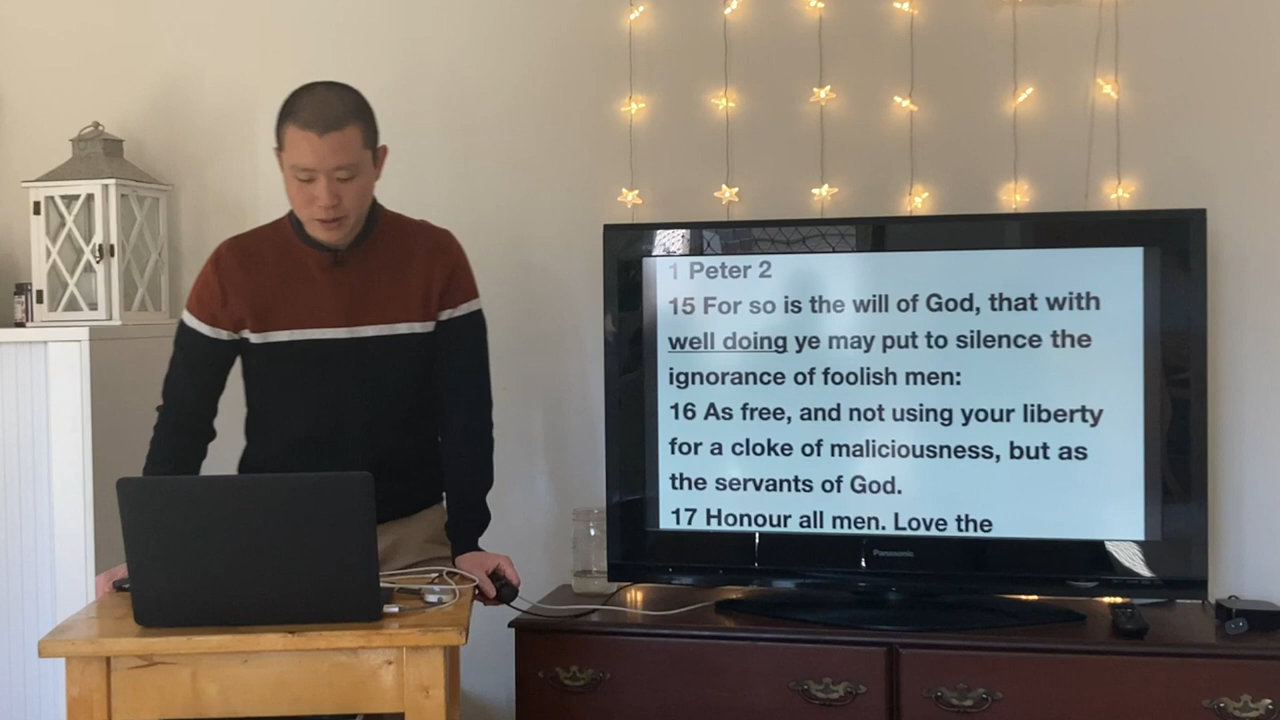 1 Peter 2
15 For so is the will of God, that with
well doing ye may put to silence the
ignorance of foolish men:
16 As free, and not using your liberty
for a cloke of maliciousness, but as
the servants of God.
17 Honour all men. Love the
Panasonic